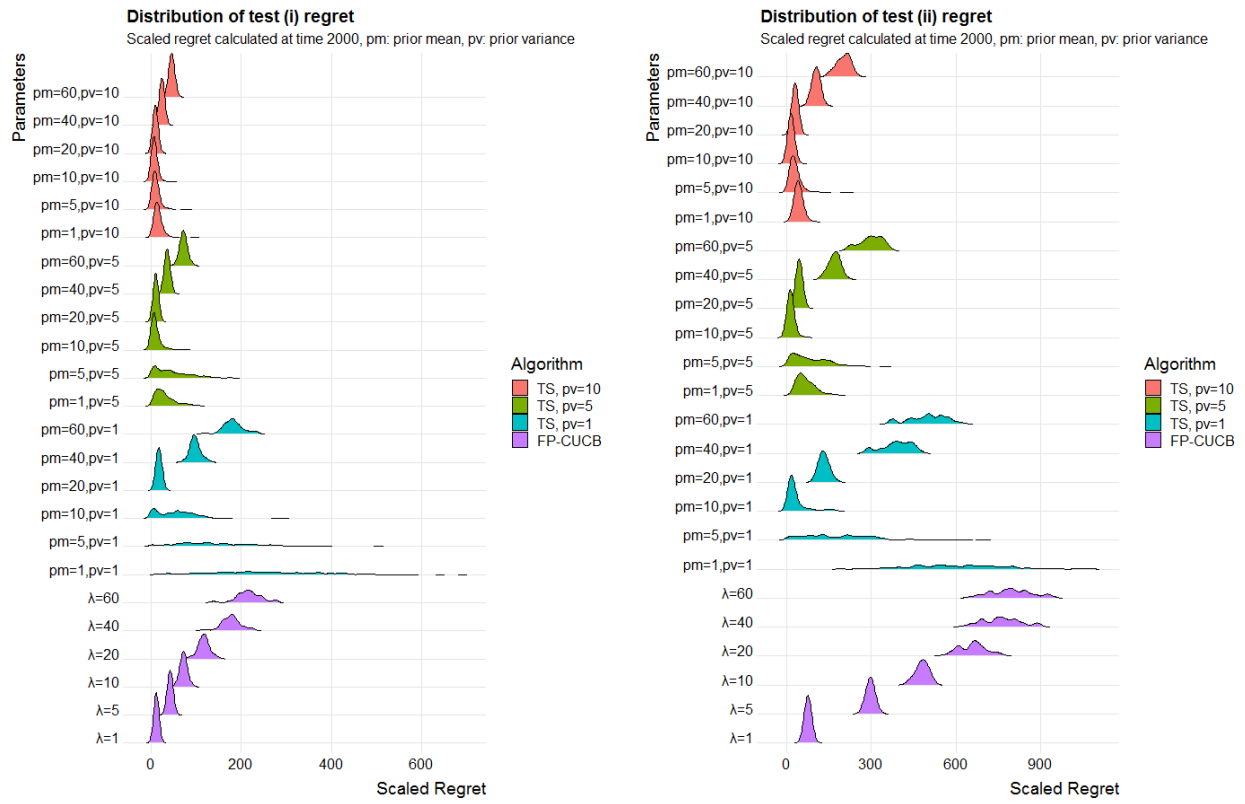 Distribution of test (i) regret
Scaled regret calculated at time 2000, pm: prior mean, pv: prior variance
Parameters
pm=60,pv=10
pm=40,pv=10
pm=20,pv=10
pm=10,pv=10
pm=5,pv=10
pm=1,pv=10
pm=60,pv=5
pm=40,pv=5
pm=20,pv=5
pm=10,pv=5
pm=5,pv=5
pm=1,pv=5
pm=60,pv=1
pm=40,pv=1
pm=20,pv=1
pm=10,pv=1
pm=5,pv=1
pm=1,pv=1
λ=60
λ=40
λ=20
λ=10
λ=5
λ=1
0 200 400 600
Scaled Regret
Algorithm
TS, pv=10
TS, pv=5
TS, pv=1
FP-CUCB
Distribution of test (ii) regret
Scaled regret calculated at time 2000, pm: prior mean, pv: prior variance
Parameters
pm=60,pv=10
pm=40,pv=10
pm=20,pv=10
pm=10,pv=10
pm=5,pv=10
pm=1,pv=10
pm=60,pv=5
pm=40,pv=5
pm=20,pv=5
pm=10,pv=5
pm=5,pv=5
pm=1,pv=5
pm=60,pv=1
pm=40,pv=1
pm=20,pv=1
pm=10,pv=1
pm=5,pv=1
pm=1,pv=1
λ=60
λ=40
λ=20
λ=10
λ=5
λ=1
0 300 600 900
Scaled Regret
Algorithm
TS, pv=10
TS, pv=5
TS, pv=1
FP-CUCB